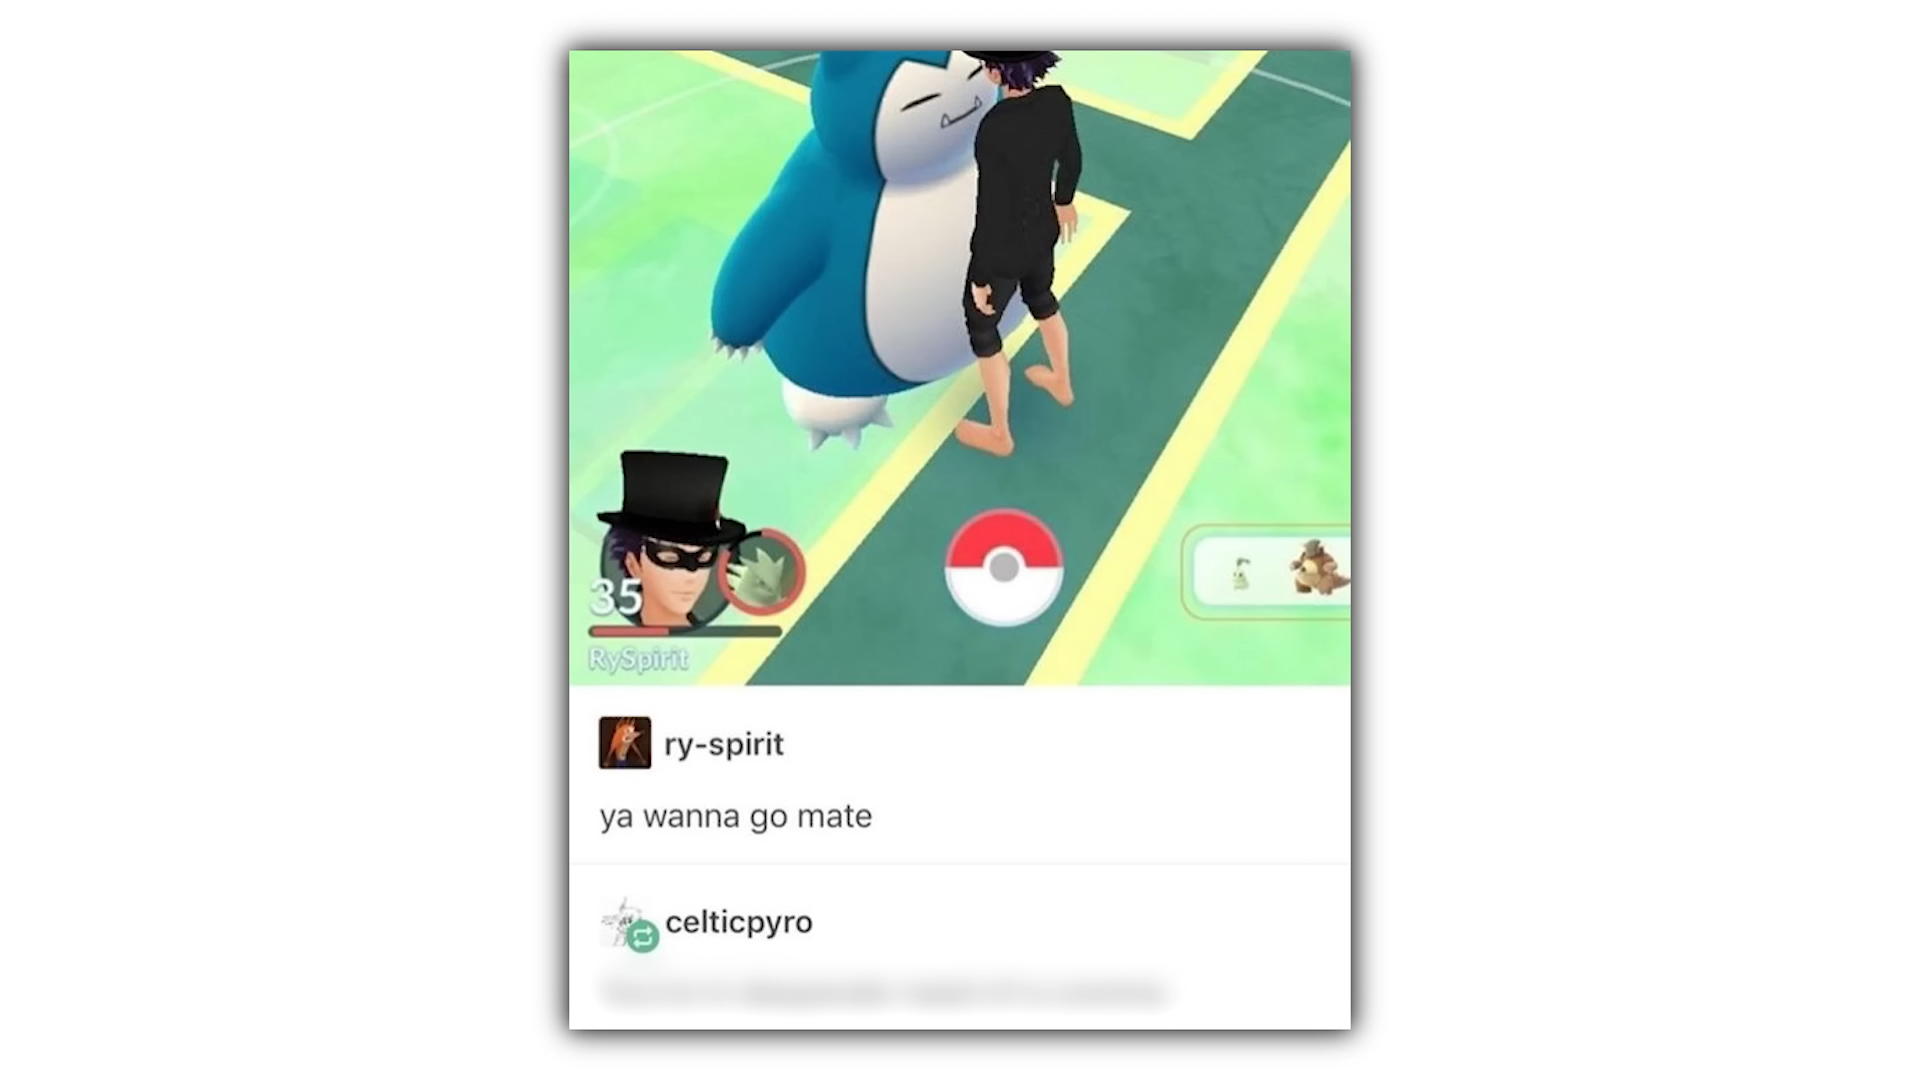 35
RySpirit
ry-spirit
ya wanna go mate
celticpyro